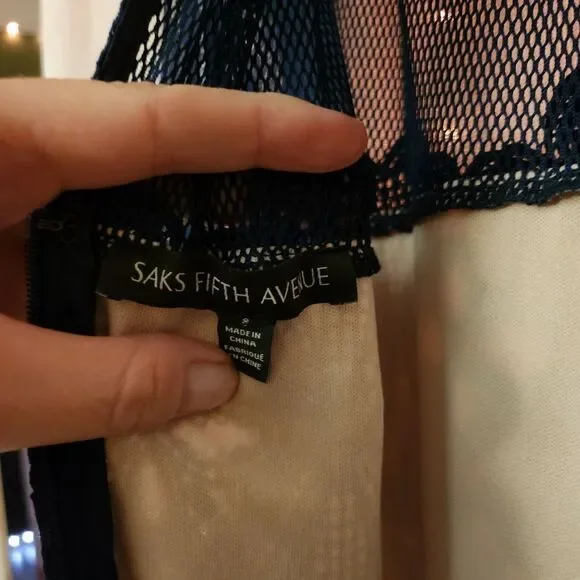 SAKS FIFTH AVENUE
8
MADE IN
CHINA
FABRIQUÉ
EN CHINE